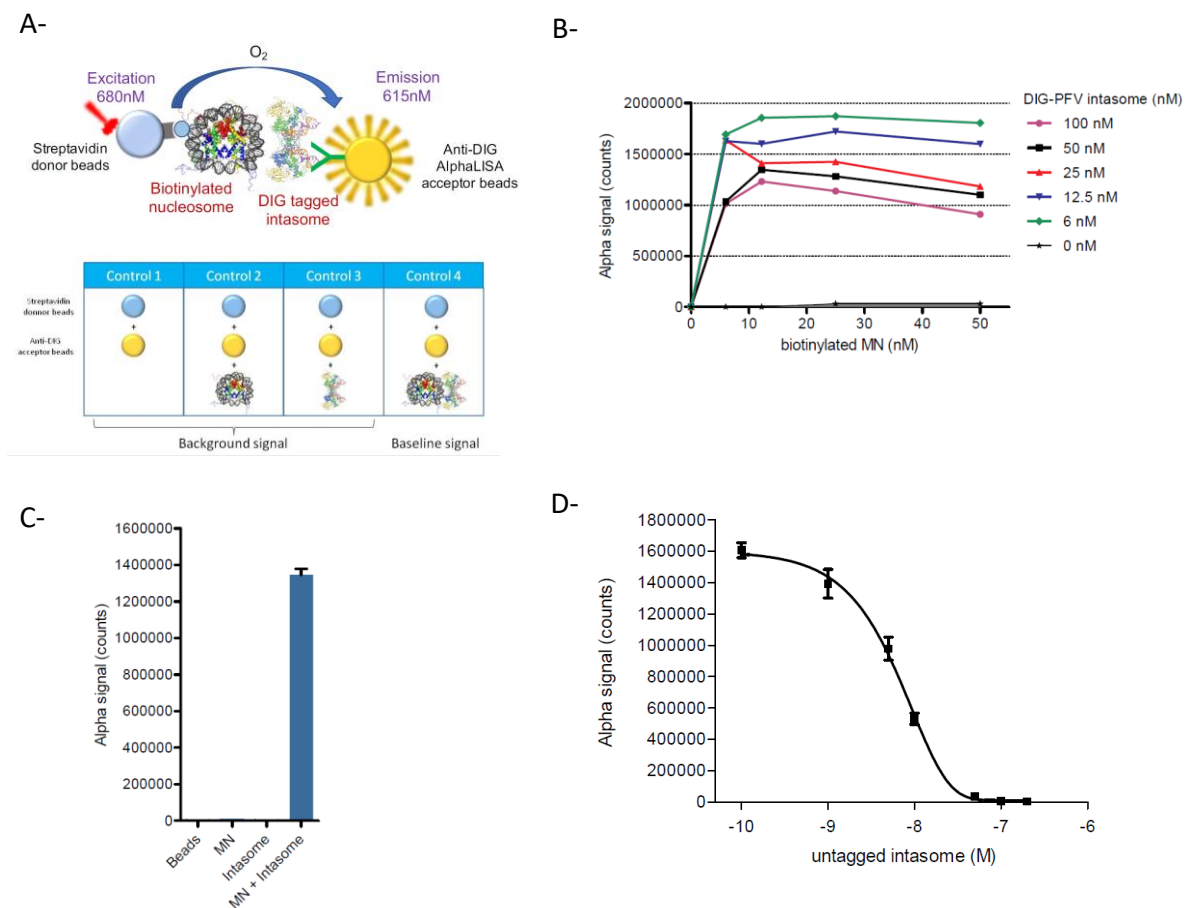 A-
O2
Excitation
680nM
Emission
615nM
Streptavidin
donor beads
Biotinylated
nucleosome
DIG tagged
intasome
Anti-DIG
AlphaLISA
acceptor beads
Control 1 Control 2 Control 3 Control 4
Streptavidin
donnor beads
+ + + +
Anti-DIG
acceptor beads
+ + +
Background signal Baseline signal
B-
Alpha signal (counts)
2000000
1500000
1000000
500000
0
0 10 20 30 40 50
biotinylated MN (nM)
DIG-PFV intasome (nM)
100 nM
50 nM
25 nM
12.5 nM
6 nM
0 nM
C-
Alpha signal (counts)
1600000
1400000
1200000
1000000
800000
600000
400000
200000
0
Beads
MN
Intasome
MN + Intasome
D-
Alpha signal (counts)
1800000
1600000
1400000
1200000
1000000
800000
600000
400000
200000
0
-10 -9 -8 -7 -6
untagged intasome (M)